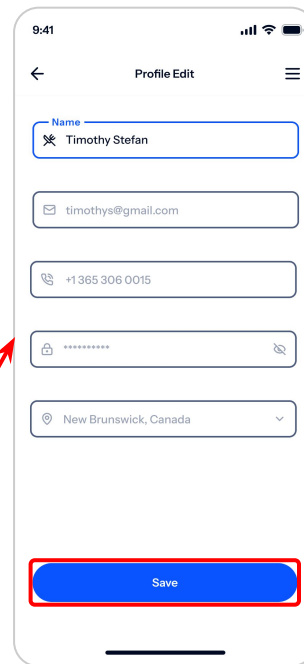 9:41
Profile Edit
Name
Timothy Stefan
timothys@gmail.com
+1 365 306 0015
**********
New Brunswick, Canada
Save